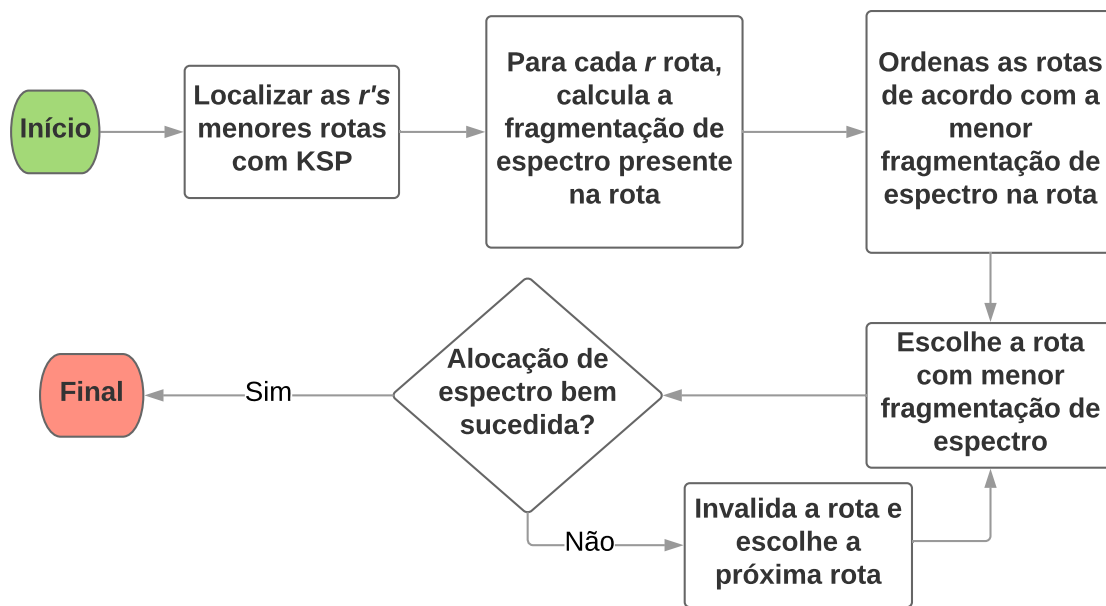 Início
Localizar as r's
menores rotas
com KSP
Para cada r rota,
calcula a
fragmentação de
espectro presente
na rota
Ordenas as rotas
de acordo com a
menor
fragmentação de
espectro na rota
Escolhe a rota
com menor
fragmentação de
espectro
Alocação de
espectro bem
sucedida?
Sim
Final
Não
Invalida a rota e
escolhe a
próxima rota